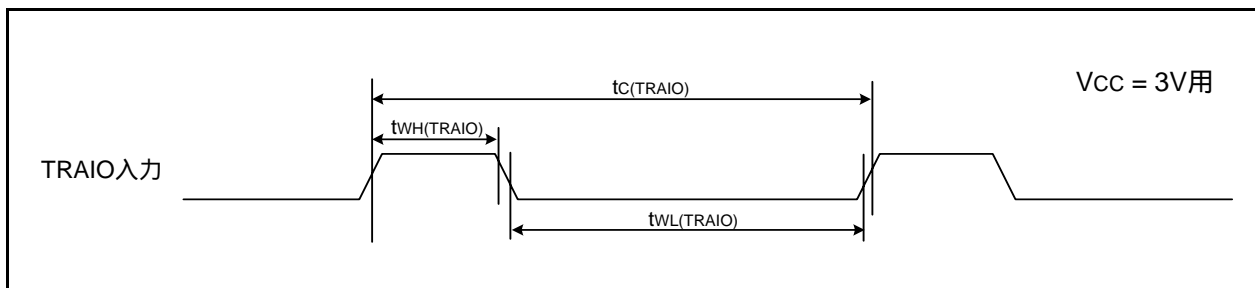 tC(TRAIO)
VCC = 3V用
tWH(TRAIO)
TRAIO入力
tWL(TRAIO)